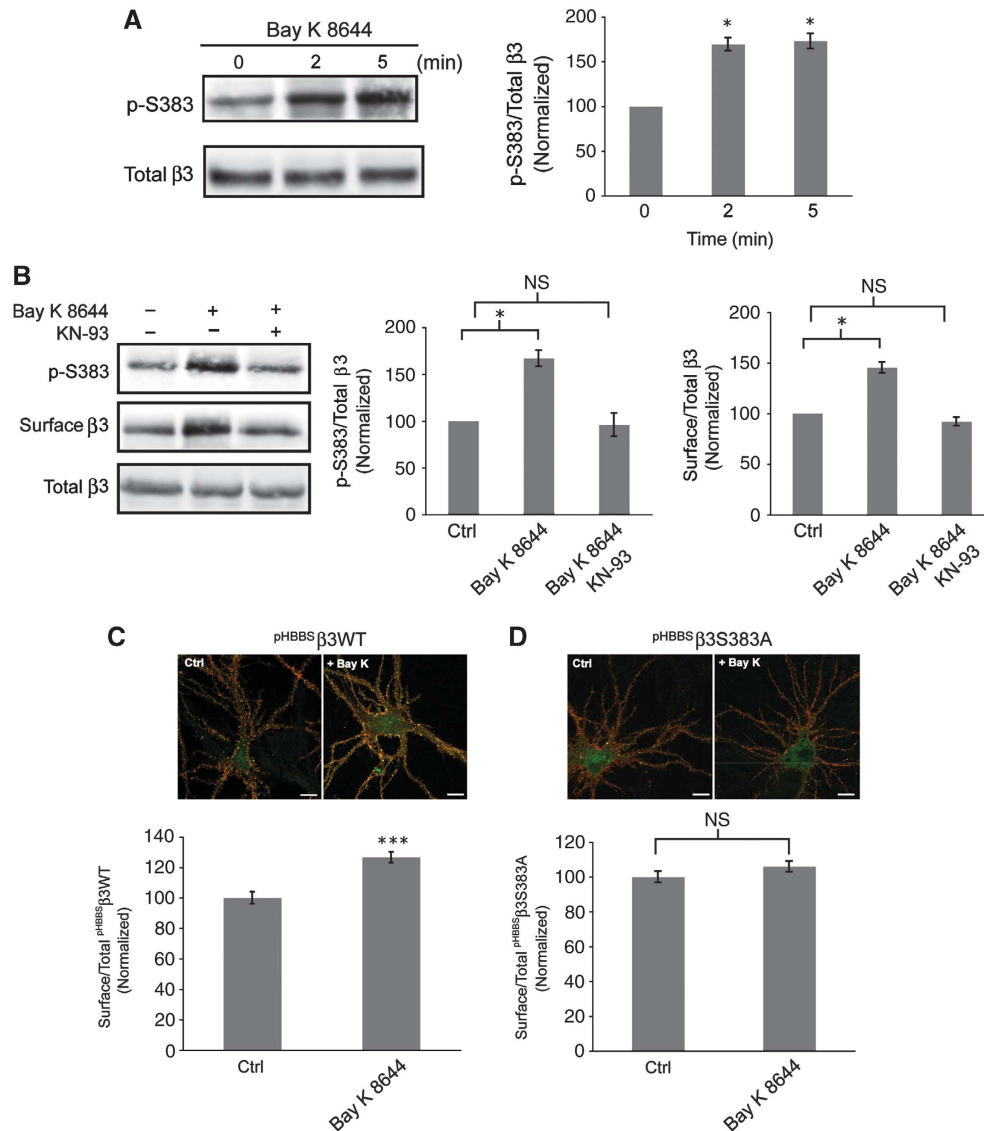 A
Bay K 8644
0 2 5 (min)
p-S383
Total β3
p-S383/Total β3
(Normalized)
200
150
100
50
0
0 2 5
Time (min)
* *
B
Bay K 8644 – + +
KN-93 – – +
p-S383
Surface β3
Total β3
p-S383/Total β3
(Normalized)
200
150
100
50
0
NS
*
Ctrl
Bay K 8644
Bay K 8644
KN-93
Surface/Total β3
(Normalized)
200
150
100
50
0
NS
*
Ctrl
Bay K 8644
Bay K 8644
KN-93
C
pHBBSβ3WT
Ctrl
+ Bay K
Surface/Total pHBBSβ3WT
(Normalized)
140
120
100
80
60
40
20
0
***
Ctrl
Bay K 8644
D
pHBBSβ3S383A
Ctrl
+ Bay K
Surface/Total pHBBSβ3S383A
(Normalized)
120
100
80
60
40
20
0
NS
Ctrl
Bay K 8644